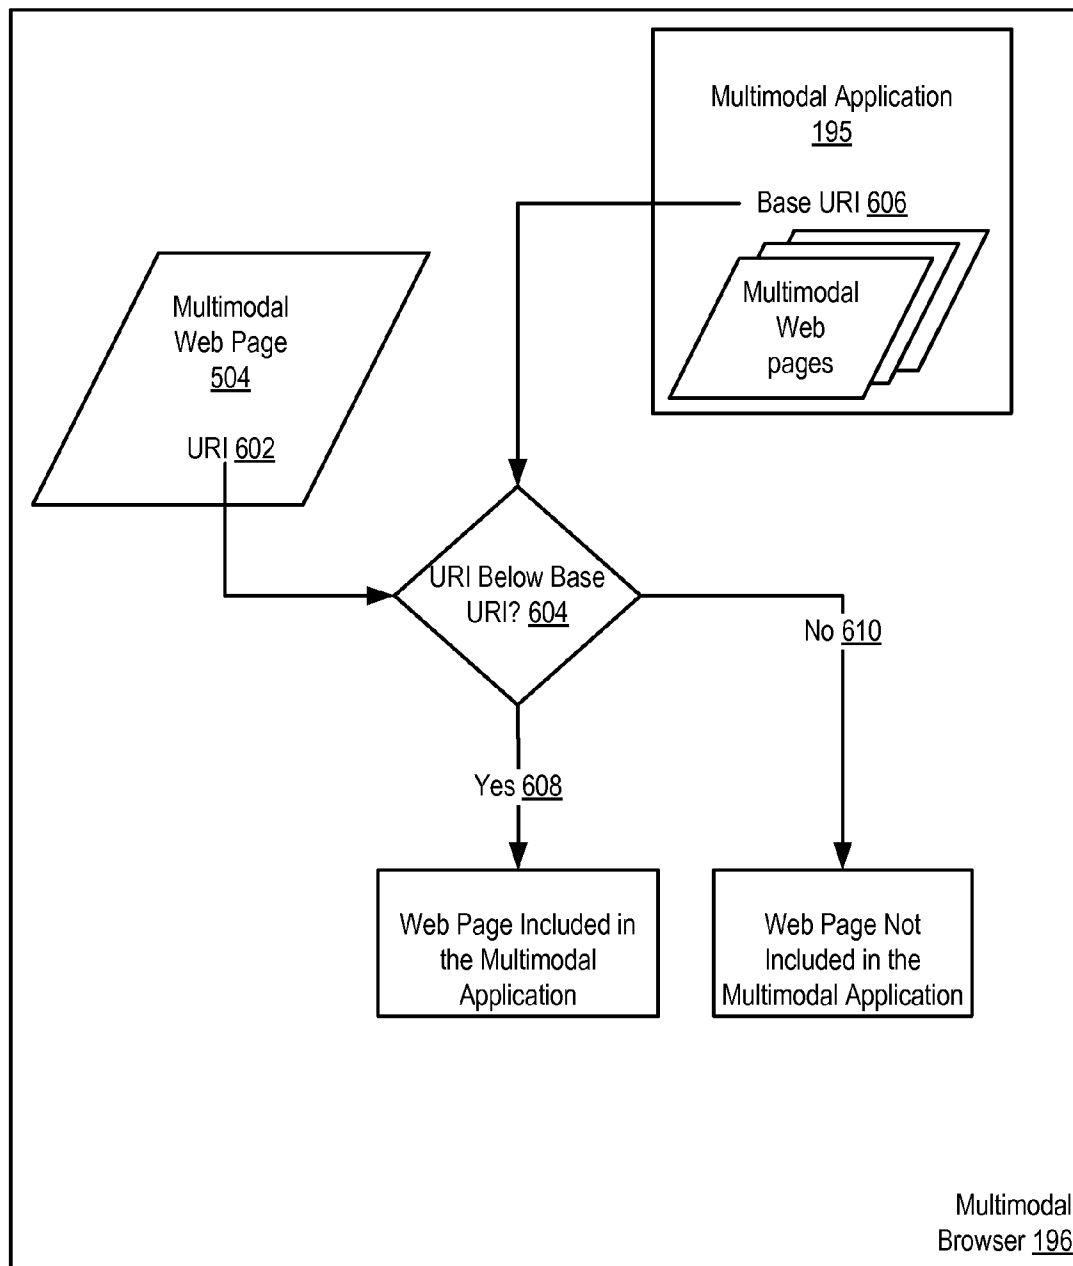 Multimodal Application
195
Base URI 606
Multimodal
Web
pages
Multimodal
Web Page
504
URI 602
URI Below Base
URI? 604
No 610
Yes 608
Web Page Included in
the Multimodal
Application
Web Page Not
Included in the
Multimodal Application
Multimodal
Browser 196